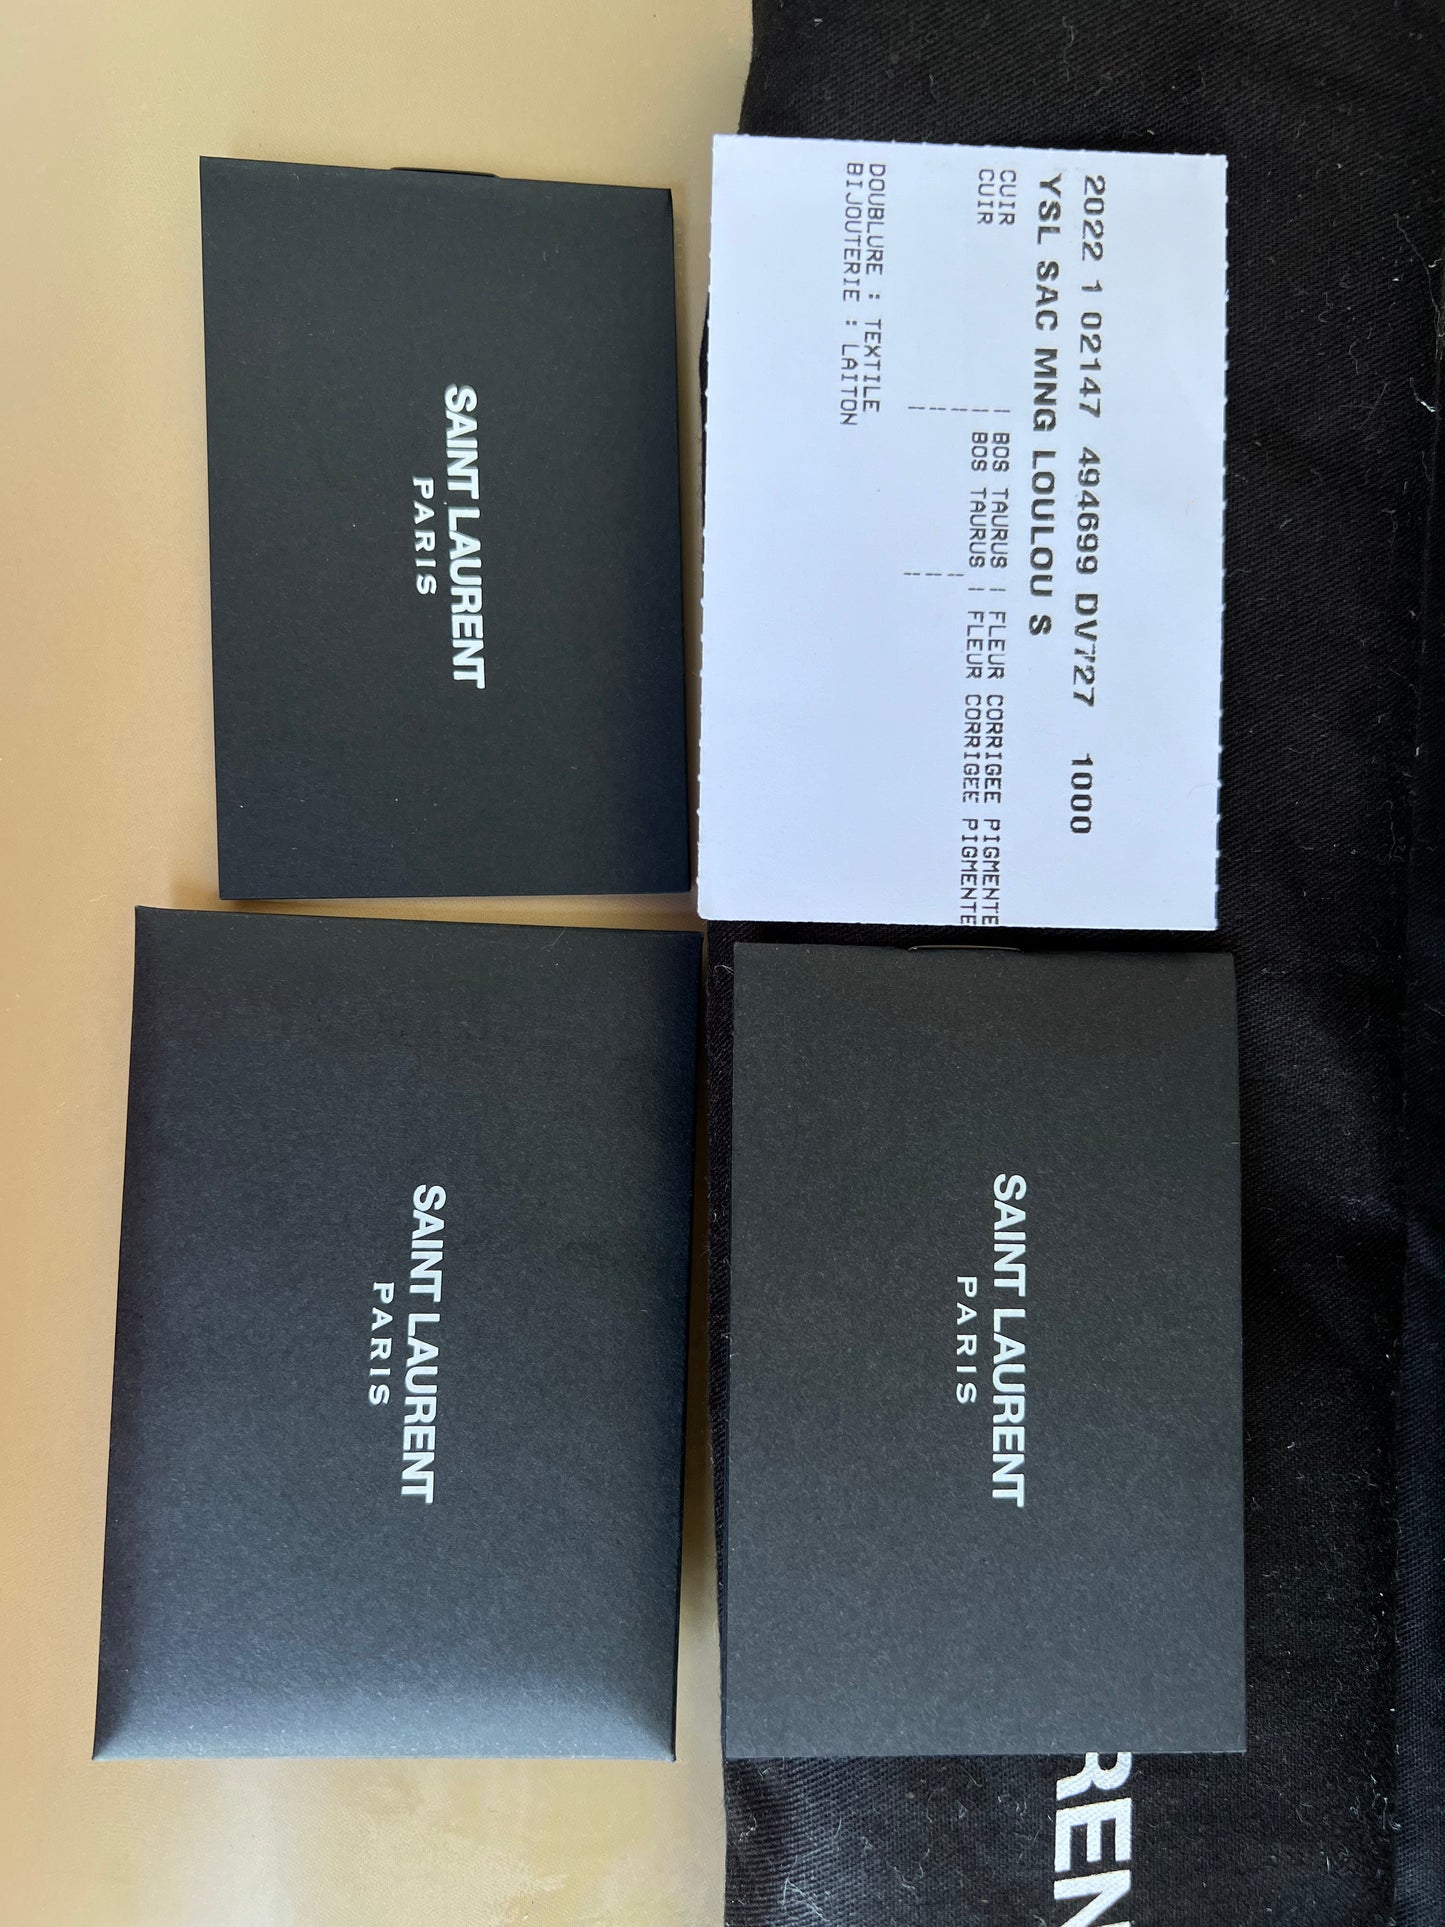 SAINT LAURENT
PARIS
2022 1 02147 494699 DV727 1000
YSL SAC MNG LOULOU S
CUIR | BOS TAURUS | FLEUR CORRIGEE PIGMENTE
CUIR | BOS TAURUS | FLEUR CORRIGEE PIGMENTE
DOUBLURE : TEXTILE
BIJOUTERIE : LAITON
SAINT LAURENT
PARIS
SAINT LAURENT
PARIS
REN